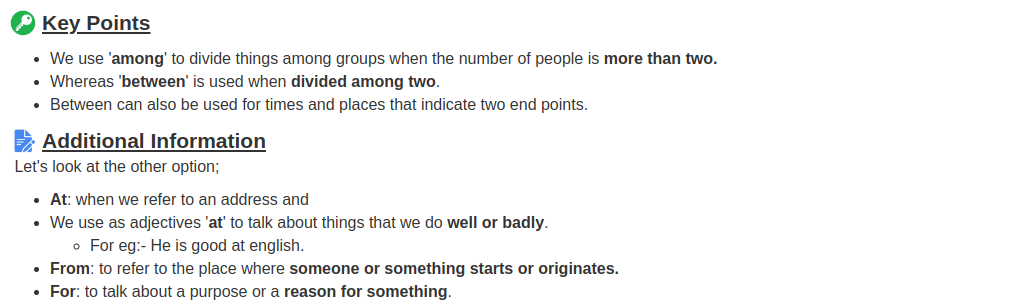 Key Points
We use 'among' to divide things among groups when the number of people is more than two.
Whereas 'between' is used when divided among two.
Between can also be used for times and places that indicate two end points.
Additional Information
Let's look at the other option;
At: when we refer to an address and
We use as adjectives 'at' to talk about things that we do well or badly.
For eg:- He is good at english.
From: to refer to the place where someone or something starts or originates.
For: to talk about a purpose or a reason for something.